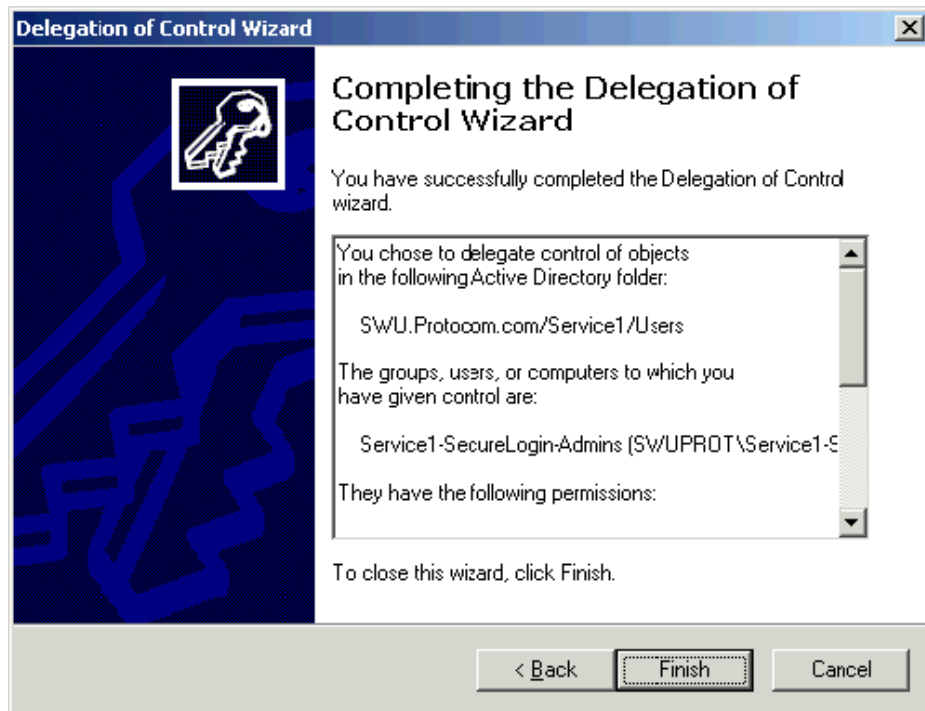 Delegation of Control Wizard
Completing the Delegation of
Control Wizard
You have successfully completed the Delegation of Control
wizard.
You chose to delegate control of objects
in the following Active Directory folder:
SWU.Protocom.com/Service1/Users
The groups, users, or computers to which you
have given control are:
Service1-SecureLogin-Admins (SWUPROT\Service1-S
They have the following permissions:
To close this wizard, click Finish.
< Back
Finish
Cancel